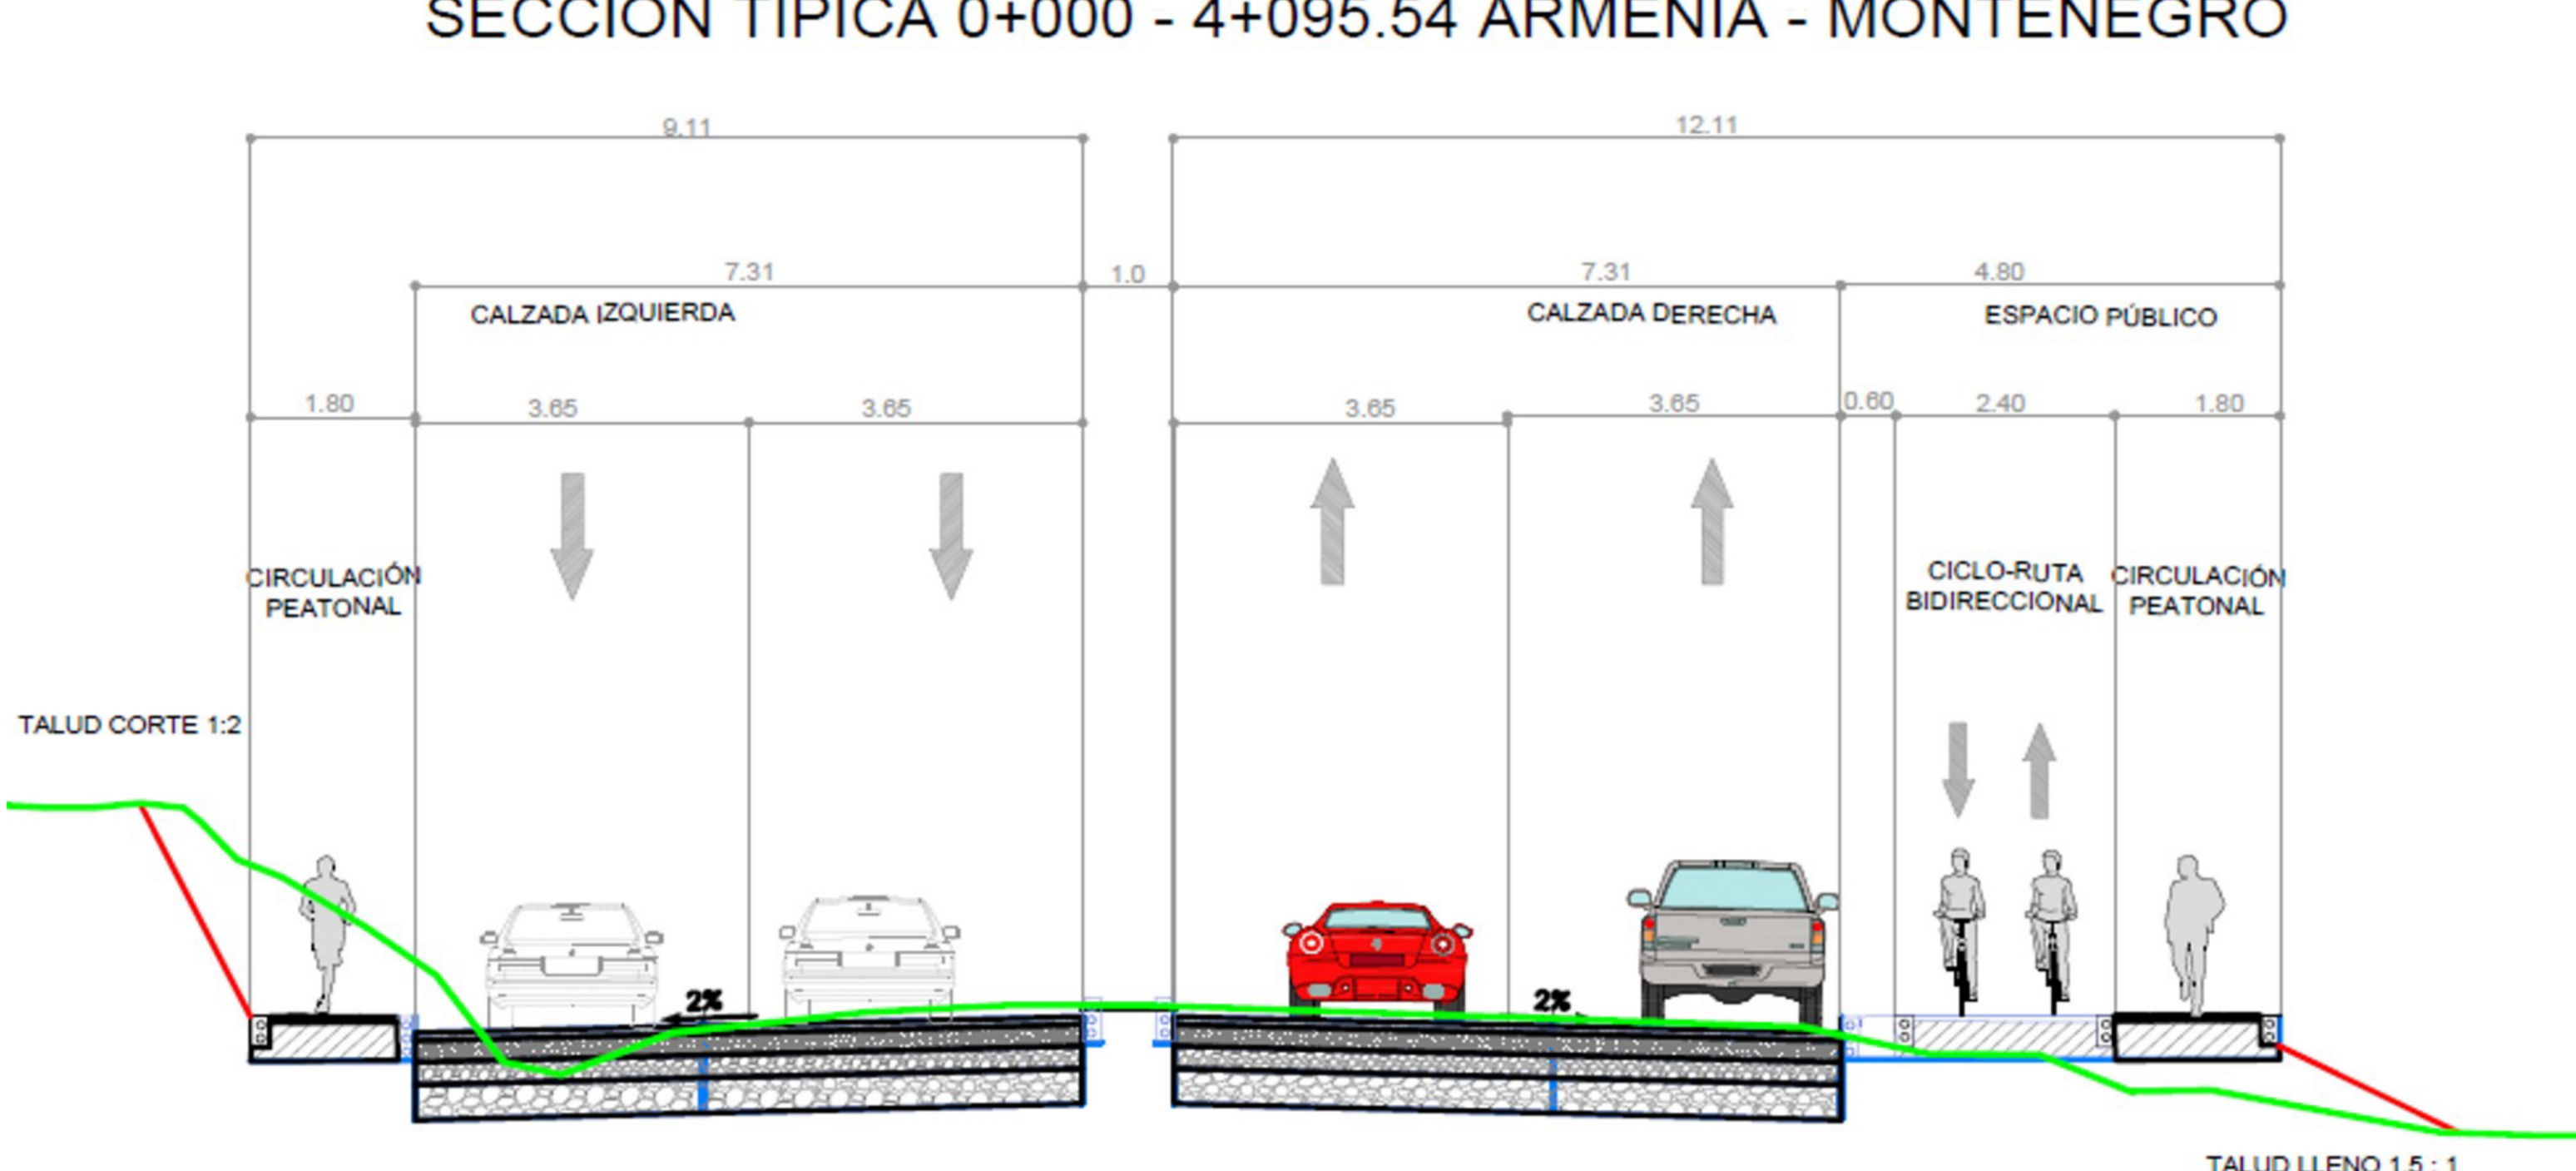 SECCIÓN TÍPICA 0+000 - 4+095.54 ARMENIA - MONTENEGRO
9.11
12.11
7.31
1.0
7.31
4.80
CALZADA IZQUIERDA
CALZADA DERECHA
ESPACIO PÚBLICO
1.80
3.65
3.65
3.65
3.65
0.60
2.40
1.80
CIRCULACIÓN
PEATONAL
CICLO-RUTA
BIDIRECCIONAL
CIRCULACIÓN
PEATONAL
TALUD CORTE 1:2
2%
2%
TALUD LLENO 1.5 : 1